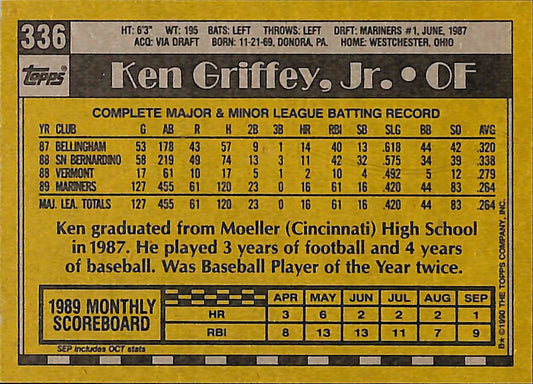 336
HT: 6'3" WT: 195 BATS: LEFT THROWS: LEFT DRFT: MARINERS #1, JUNE, 1987
ACQ: VIA DRAFT BORN: 11-21-69, DONORA, PA. HOME: WESTCHESTER, OHIO
TOPPS
Ken Griffey, Jr. • OF
COMPLETE MAJOR & MINOR LEAGUE BATTING RECORD
YR CLUB G AB R H 2B 3B HR RBI SB SLG BB SO AVG
87 BELLINGHAM 53 178 43 57 9 1 14 40 13 .618 44 42 .320
88 SN BERNARDINO 58 219 49 74 13 3 11 42 32 .575 34 39 .338
88 VERMONT 17 61 10 17 5 1 2 10 4 .492 5 12 .279
89 MARINERS 127 455 61 120 23 0 16 61 16 .420 44 83 .264
MAJ. LEA. TOTALS 127 455 61 120 23 0 16 61 16 .420 44 83 .264
Ken graduated from Moeller (Cincinnati) High School
in 1987. He played 3 years of football and 4 years
of baseball. Was Baseball Player of the Year twice.
1989 MONTHLY
SCOREBOARD
APR MAY JUN JUL AUG SEP
HR 3 6 2 2 2 1
RBI 8 13 13 11 7 9
SEP includes OCT stats
B* © 1990 THE TOPPS COMPANY, INC.